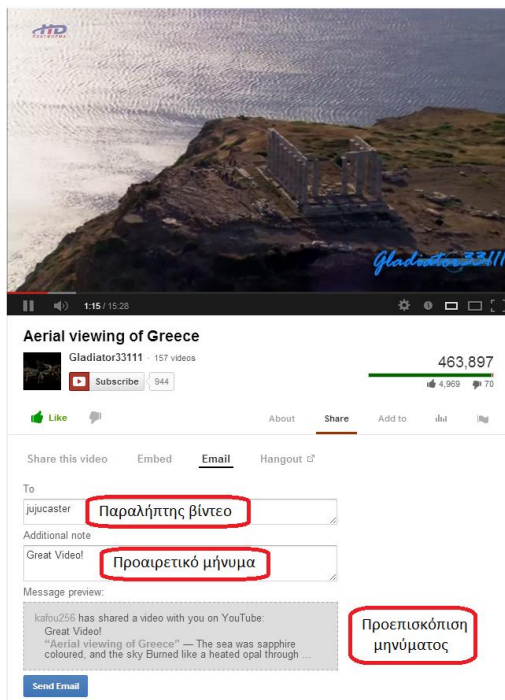 HD
Gladiator33111
1:15 / 15:28
Aerial viewing of Greece
Gladiator33111 · 157 videos
Subscribe 944
463,897
4,969 70
Like
About Share Add to
Share this video Embed Email Hangout
To
jujucaster
Παραλήπτης βίντεο
Additional note
Great Video!
Προαιρετικό μήνυμα
Message preview:
kafou256 has shared a video with you on YouTube:
Great Video!
“Aerial viewing of Greece” — The sea was sapphire
coloured, and the sky Burned like a heated opal through ...
Προεπισκόπιση
μηνύματος
Send Email